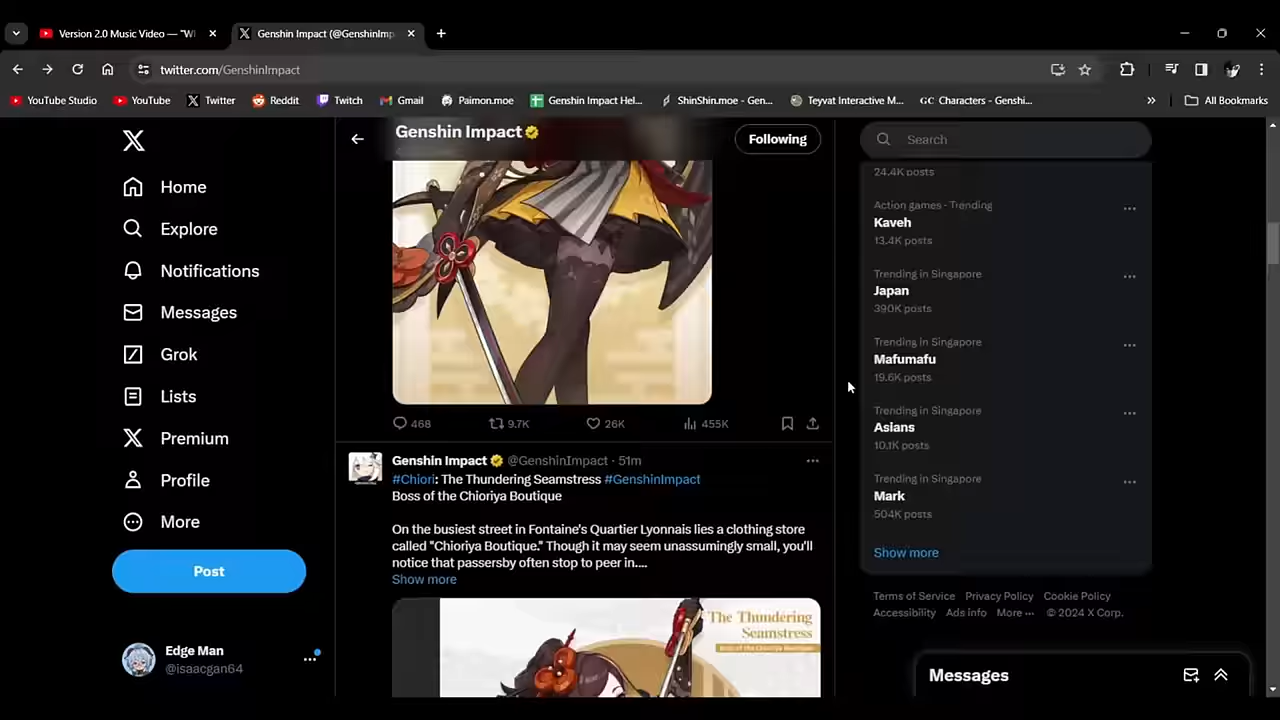 Version 2.0 Music Video — "W
Genshin Impact (@GenshinImp
twitter.com/GenshinImpact
YouTube Studio
YouTube
Twitter
Reddit
Twitch
Gmail
Paimon.moe
Genshin Impact Hel...
ShinShin.moe - Gen...
Teyvat Interactive M...
GC Characters - Genshi...
All Bookmarks
Home
Explore
Notifications
Messages
Grok
Lists
Premium
Profile
More
Post
Edge Man
@isaacgan64
Genshin Impact
Following
468
9.7K
26K
455K
Genshin Impact @GenshinImpact · 51m
#Chiori: The Thundering Seamstress #GenshinImpact
Boss of the Chioriya Boutique
On the busiest street in Fontaine's Quartier Lyonnais lies a clothing store
called "Chioriya Boutique." Though it may seem unassumingly small, you'll
notice that passersby often stop to peer in....
Show more
The Thundering
Seamstress
Boss of the Chioriya Boutique
Search
24.4K posts
Action games · Trending
Kaveh
13.4K posts
Trending in Singapore
Japan
390K posts
Trending in Singapore
Mafumafu
19.6K posts
Trending in Singapore
Asians
10.1K posts
Trending in Singapore
Mark
504K posts
Show more
Terms of Service Privacy Policy Cookie Policy
Accessibility Ads info More ··· © 2024 X Corp.
Messages